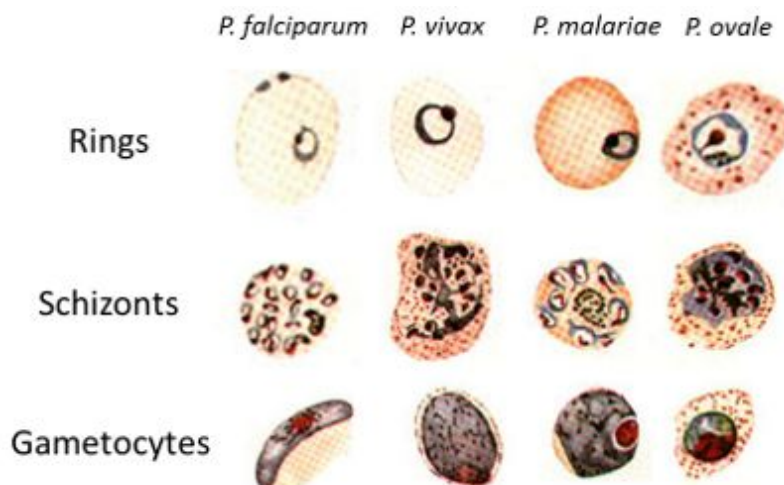 P. falciparum P. vivax P. malariae P. ovale
Rings
Schizonts
Gametocytes